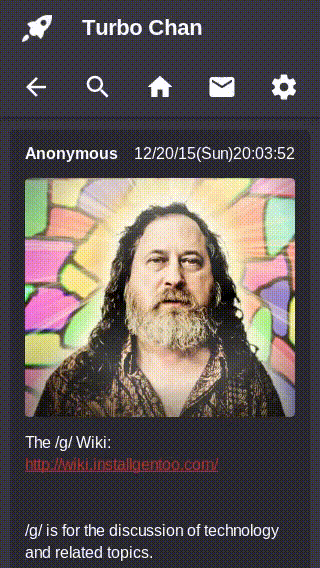 Turbo Chan
Anonymous 12/20/15(Sun)20:03:52
The /g/ Wiki:
http://wiki.installgentoo.com/
/g/ is for the discussion of technology
and related topics.